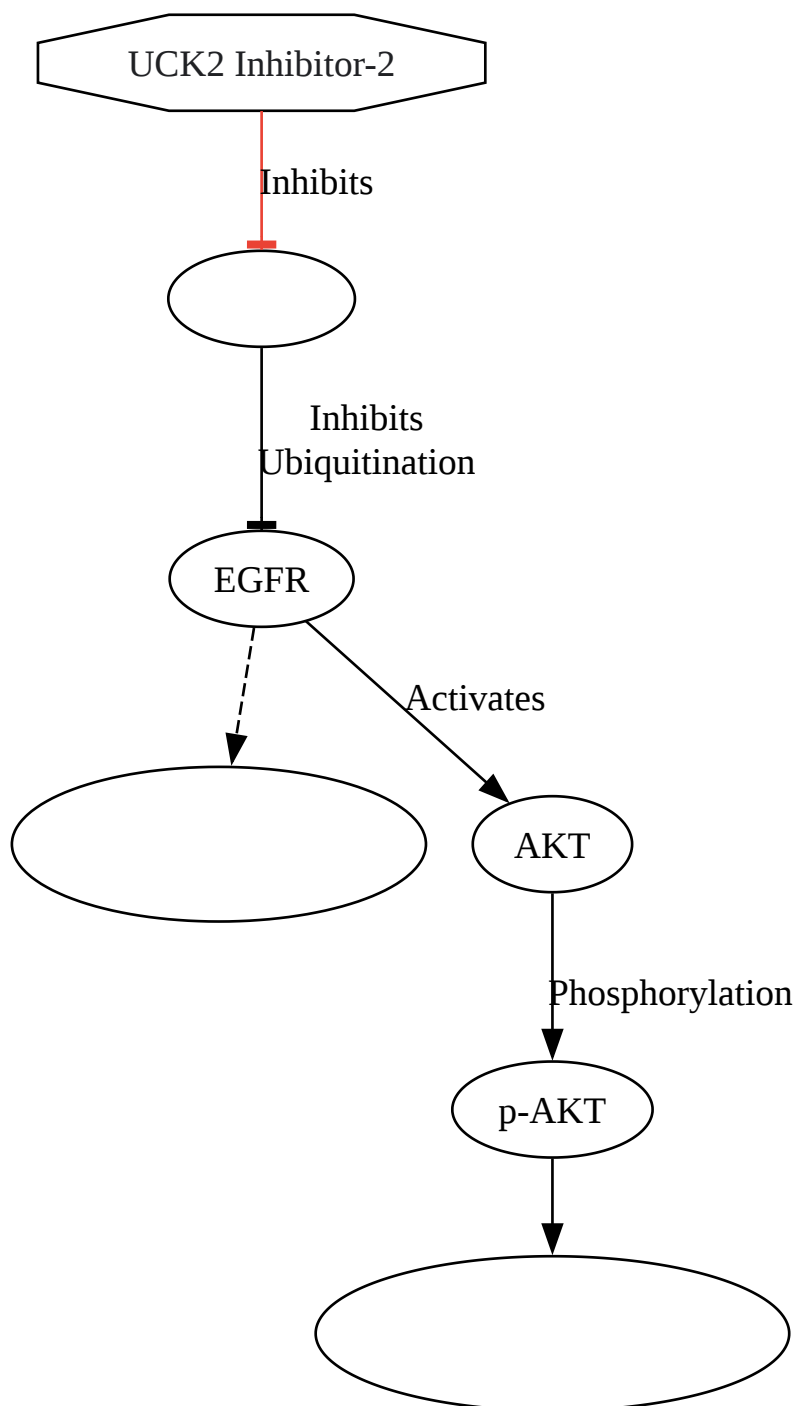 UCK2 Inhibitor-2
Inhibits
Inhibits
Ubiquitination
EGFR
Activates
AKT
Phosphorylation
p-AKT